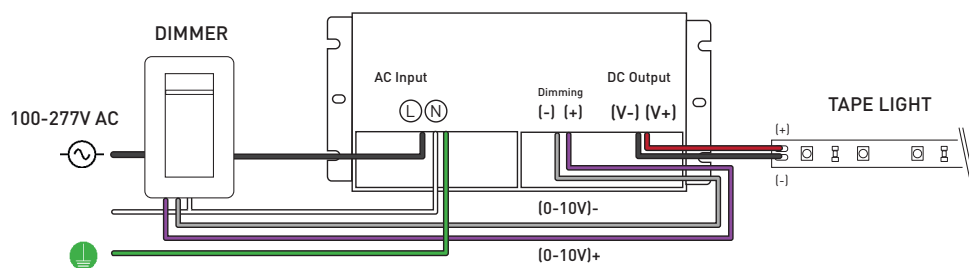 DIMMER
100-277V AC
AC Input
L N
Dimming
(-) (+)
DC Output
(V-) (V+)
TAPE LIGHT
(+)
(-)
(0-10V)-
(0-10V)+